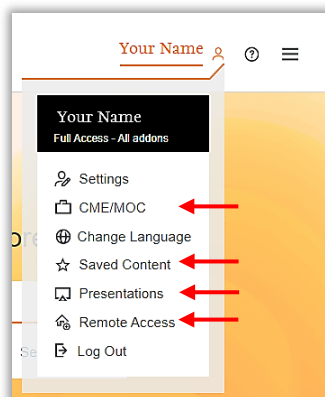 Your Name
Your Name
Full Access - All addons
Settings
CME/MOC
Change Language
Saved Content
Presentations
Remote Access
Log Out